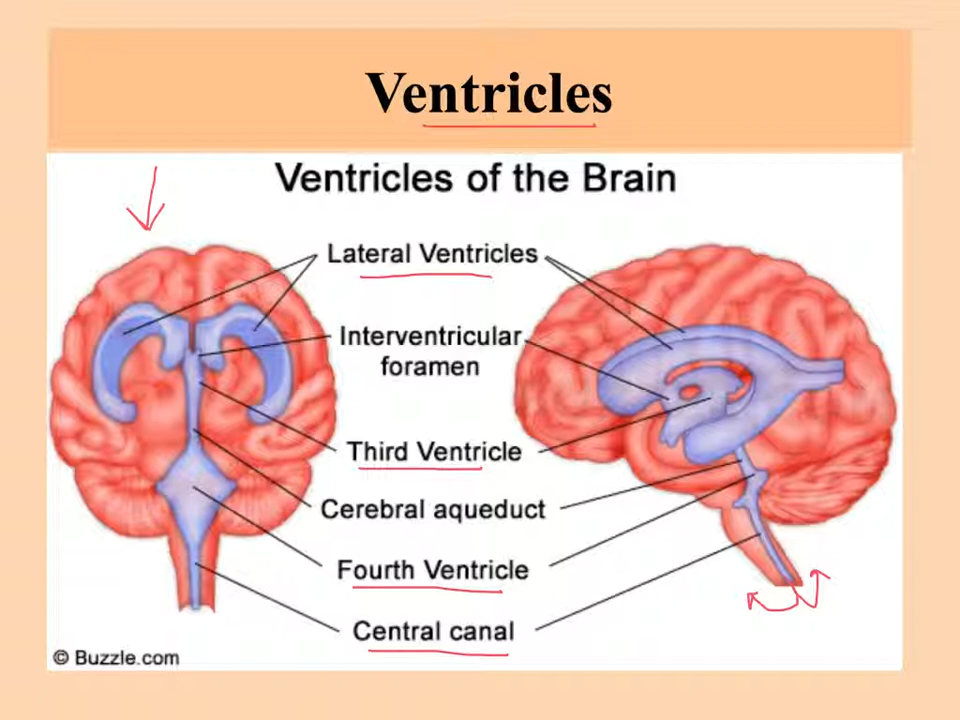 Ventricles
Ventricles of the Brain
Lateral Ventricles
Interventricular
foramen
Third Ventricle
Cerebral aqueduct
Fourth Ventricle
Central canal
© Buzzle.com